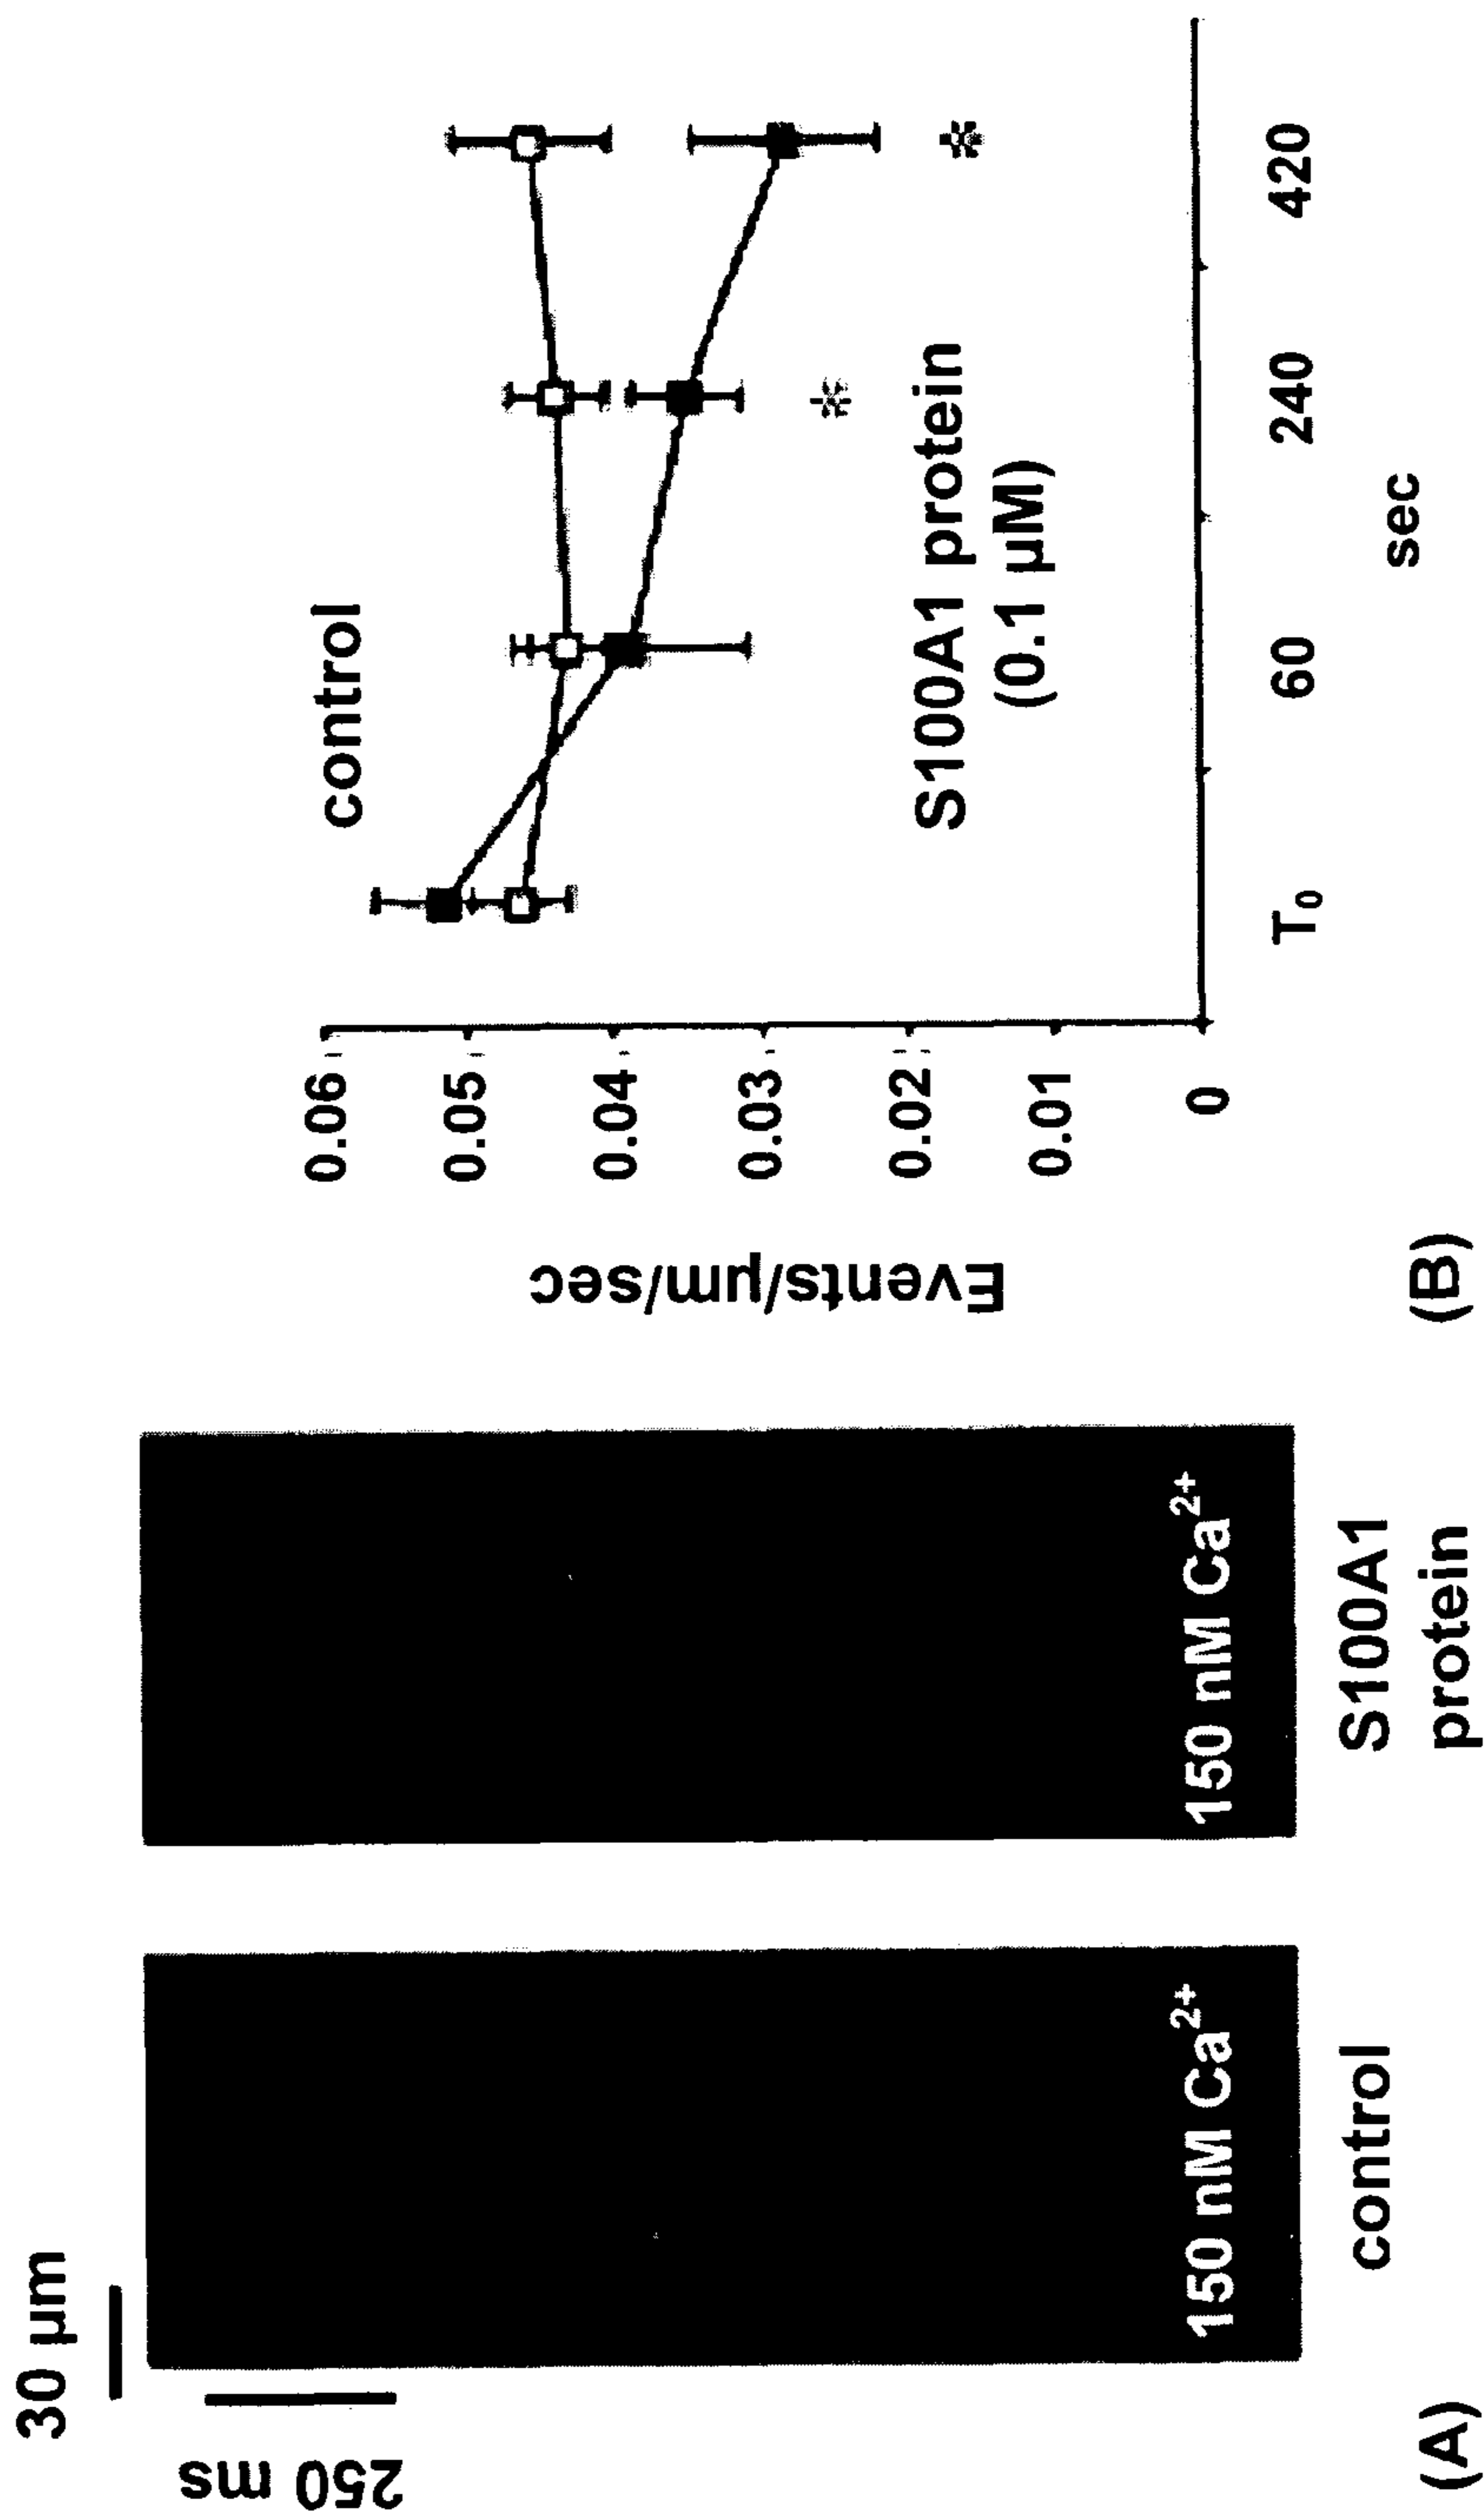 30 µm
250 ms
150 nM Ca²⁺
150 nM Ca²⁺
control
S100A1
protein
(A)
Events/µm/sec
0.06
0.05
0.04
0.03
0.02
0.01
0
control
*
*
S100A1 protein
(0.1 µM)
T₀
60
240
420
sec
(B)